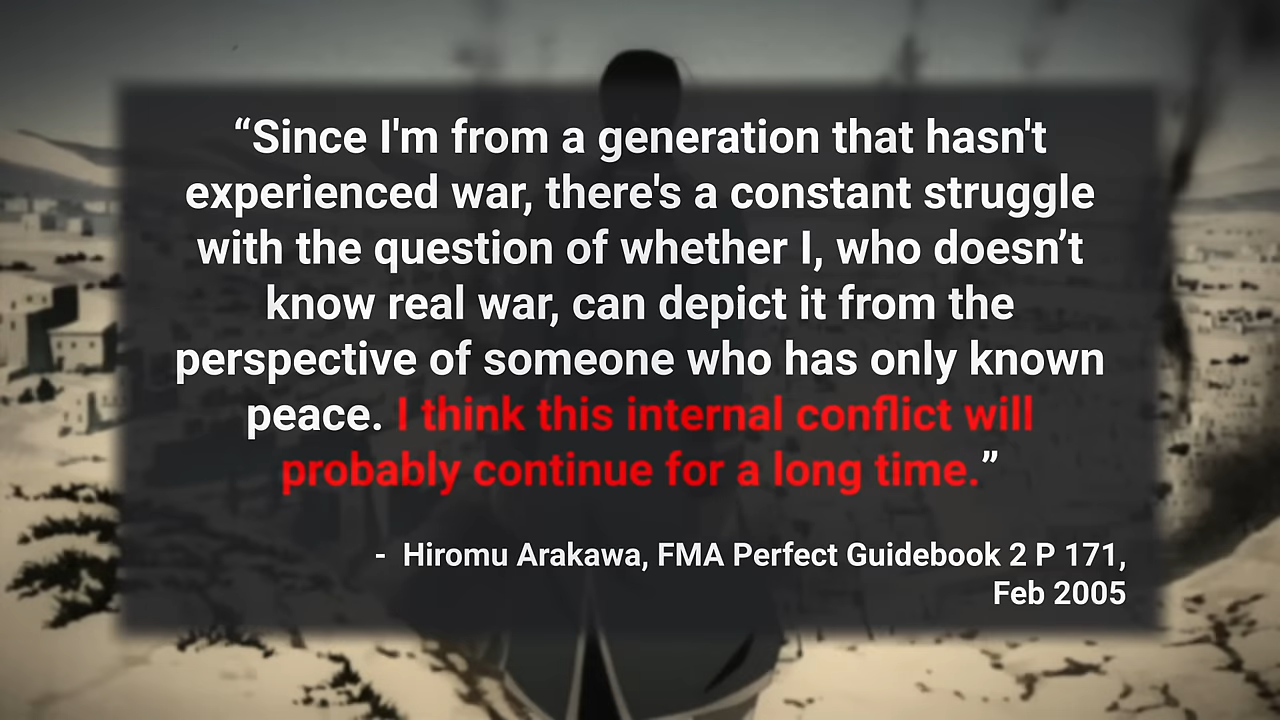 “Since I'm from a generation that hasn't
experienced war, there's a constant struggle
with the question of whether I, who doesn’t
know real war, can depict it from the
perspective of someone who has only known
peace. I think this internal conflict will
probably continue for a long time.”
- Hiromu Arakawa, FMA Perfect Guidebook 2 P 171,
Feb 2005